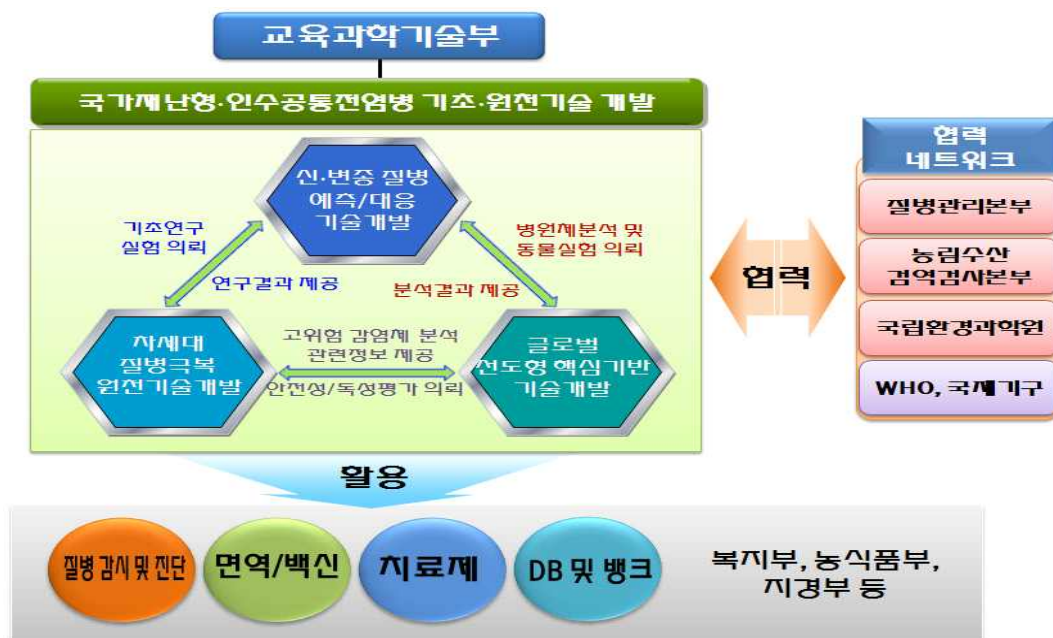 교육과학기술부
국가재난형·인수공통전염병 기초·원천기술 개발
신·변종 질병
예측/대응
기술개발
기초연구
실험 의뢰
연구결과 제공
병원체분석 및
동물실험 의뢰
분석결과 제공
차세대
질병극복
원천기술개발
고위험 감염체 분석
관련정보 제공
안전성/독성평가 의뢰
글로벌
선도형 핵심기반
기술개발
협력
협력
네트워크
질병관리본부
농림수산
검역검사본부
국립환경과학원
WHO, 국제기구
활용
질병 감시 및 진단
면역/백신
치료제
DB 및 뱅크
복지부, 농식품부,
지경부 등